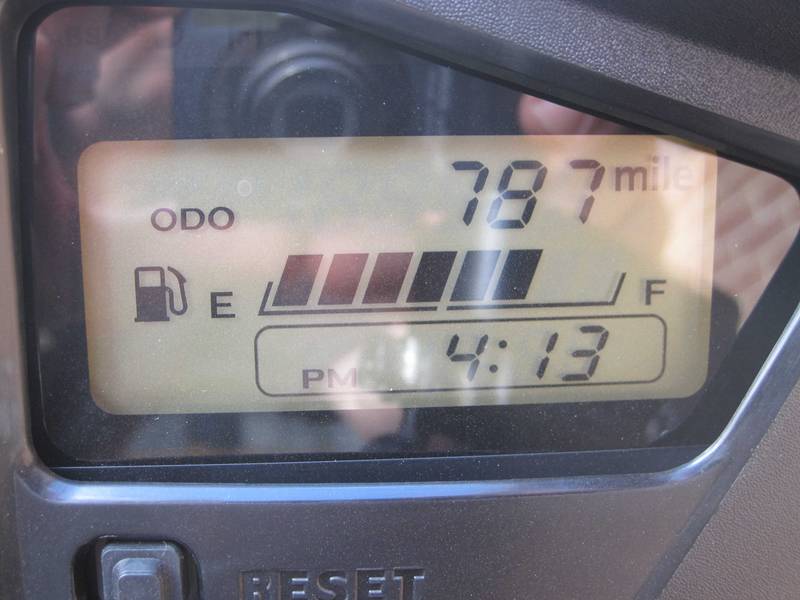 787 mile
ODO
E F
PM 4:13
RESET